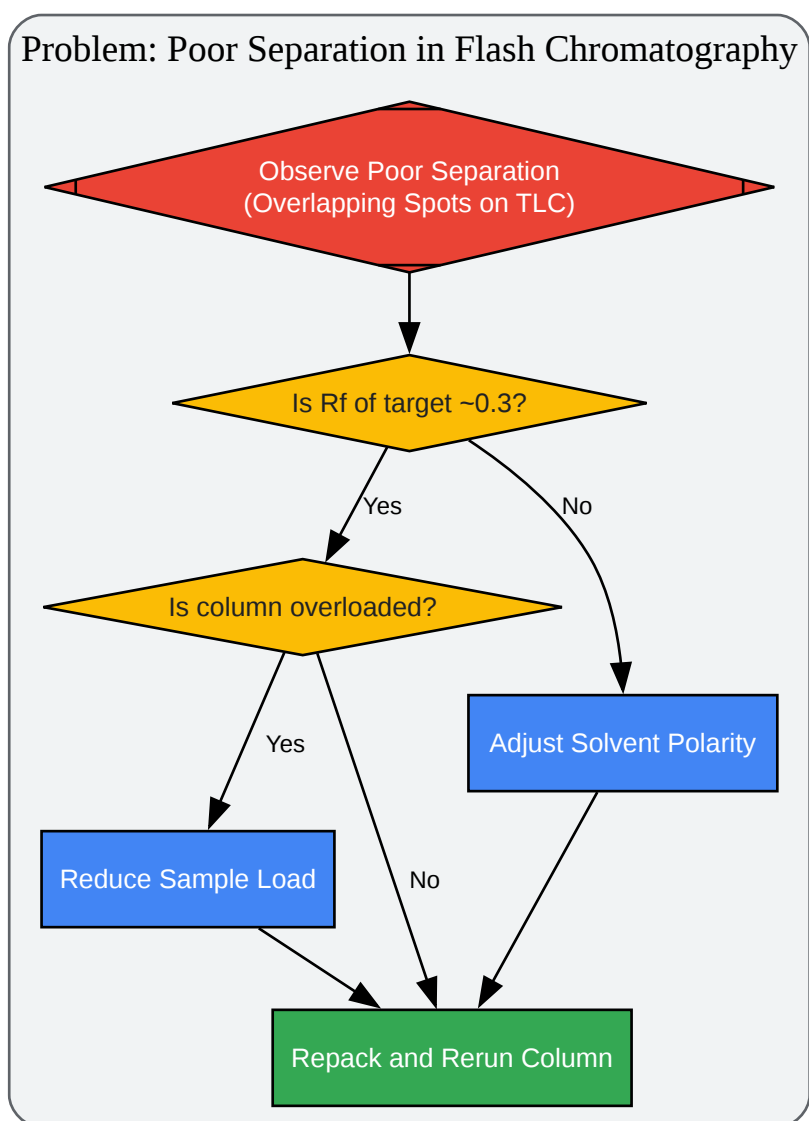 Problem: Poor Separation in Flash Chromatography
Observe Poor Separation
(Overlapping Spots on TLC)
Is Rf of target ~0.3?
Yes
No
Is column overloaded?
Yes
Adjust Solvent Polarity
Reduce Sample Load
No
Repack and Rerun Column